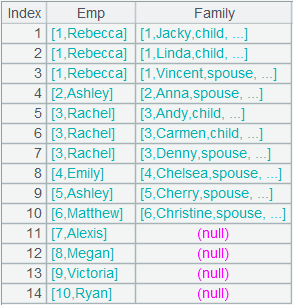 Index Emp Family
1 [1,Rebecca] [1,Jacky,child, ...]
2 [1,Rebecca] [1,Linda,child, ...]
3 [1,Rebecca] [1,Vincent,spouse, ...]
4 [2,Ashley] [2,Anna,spouse, ...]
5 [3,Rachel] [3,Andy,child, ...]
6 [3,Rachel] [3,Carmen,child, ...]
7 [3,Rachel] [3,Denny,spouse, ...]
8 [4,Emily] [4,Chelsea,spouse, ...]
9 [5,Ashley] [5,Cherry,spouse, ...]
10 [6,Matthew] [6,Christine,spouse, ...]
11 [7,Alexis] (null)
12 [8,Megan] (null)
13 [9,Victoria] (null)
14 [10,Ryan] (null)